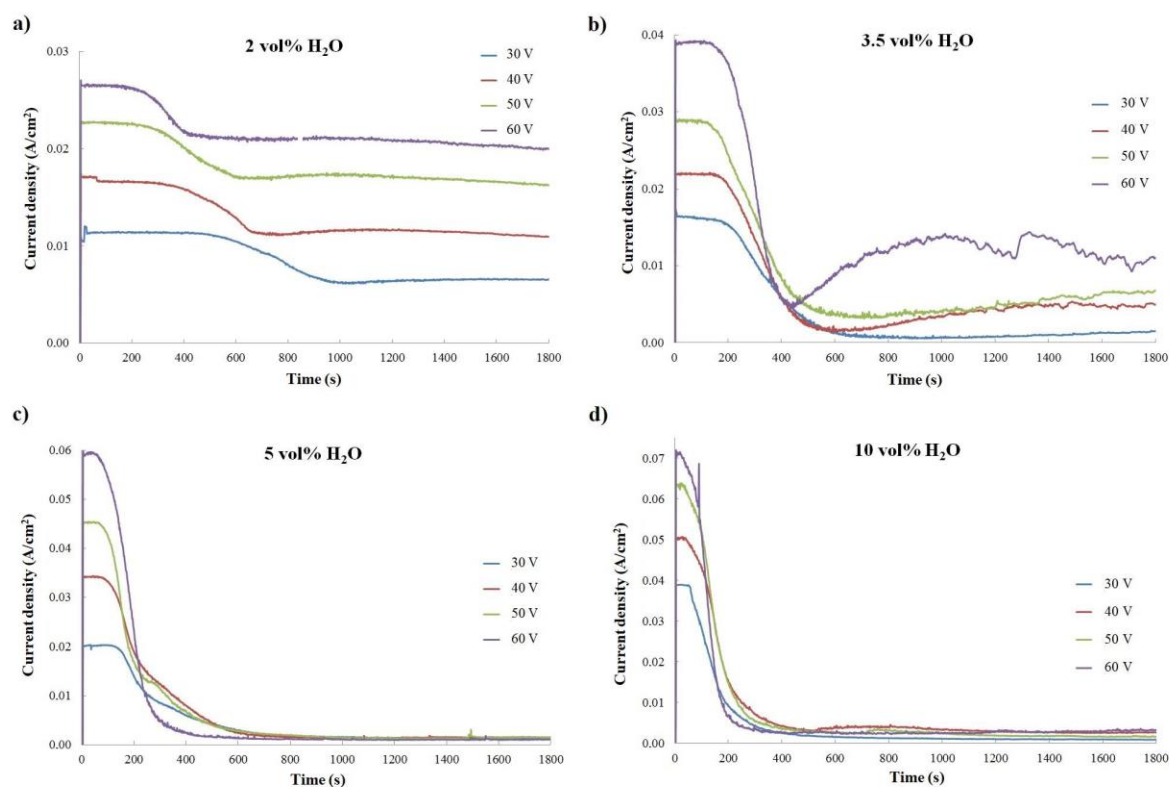 a)
2 vol% H₂O
0.03
0.02
0.01
0.00
Current density (A/cm²)
30 V
40 V
50 V
60 V
0 200 400 600 800 1000 1200 1400 1600 1800
Time (s)
b)
3.5 vol% H₂O
0.04
0.03
0.02
0.01
0.00
Current density (A/cm²)
30 V
40 V
50 V
60 V
0 200 400 600 800 1000 1200 1400 1600 1800
Time (s)
c)
5 vol% H₂O
0.06
0.05
0.04
0.03
0.02
0.01
0.00
Current density (A/cm²)
30 V
40 V
50 V
60 V
0 200 400 600 800 1000 1200 1400 1600 1800
Time (s)
d)
10 vol% H₂O
0.07
0.06
0.05
0.04
0.03
0.02
0.01
0.00
Current density (A/cm²)
30 V
40 V
50 V
60 V
0 200 400 600 800 1000 1200 1400 1600 1800
Time (s)